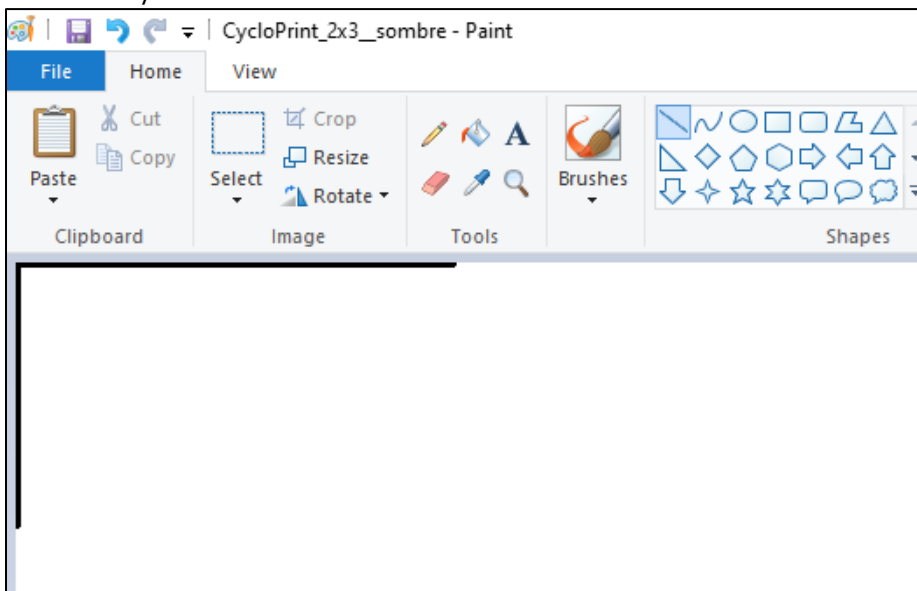 CycloPrint_2x3__sombre - Paint
File Home View
Paste
Cut
Copy
Clipboard
Select
Crop
Resize
Rotate
Image
A
Tools
Brushes
Shapes